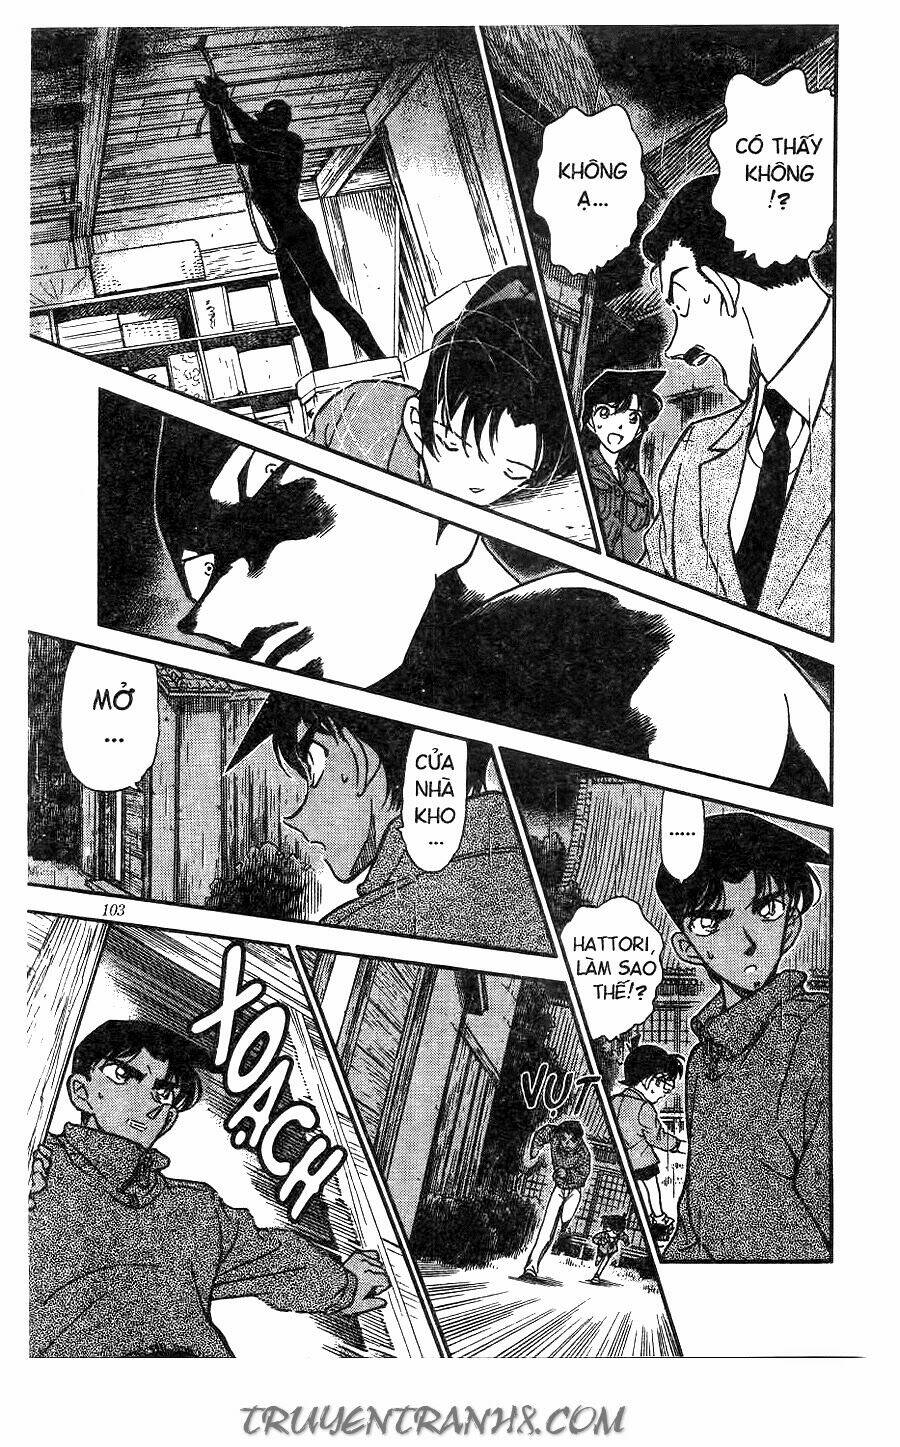 CÓ THẤY
KHÔNG
!?
KHÔNG
Ạ...
.....
HATTORI,
LÀM SAO
THẾ!?
CỬA
NHÀ
KHO
...
MỞ
...
VỤT
XOẠCH
103
TRUYENTRANH8.COM